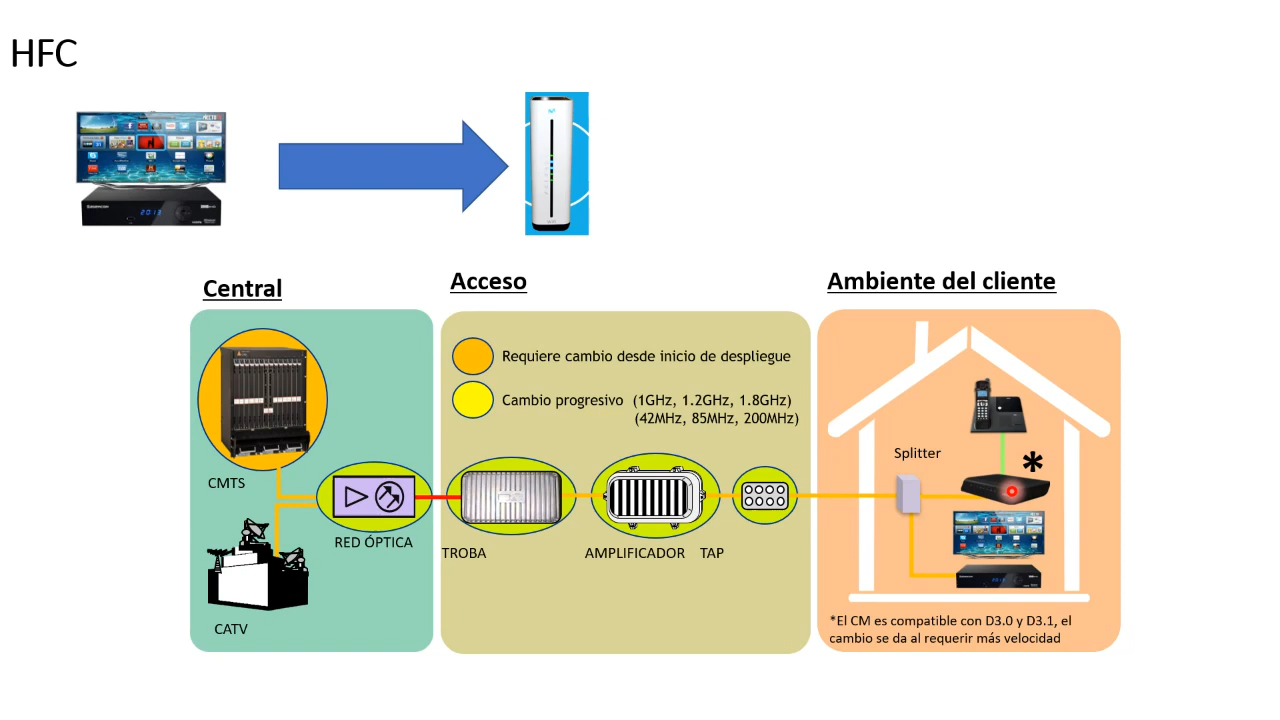 HFC
20:13
Central
Acceso
Ambiente del cliente
Requiere cambio desde inicio de despliegue
Cambio progresivo (1GHz, 1.2GHz, 1.8GHz)
(42MHz, 85MHz, 200MHz)
Splitter
*
CMTS
RED ÓPTICA
TROBA
AMPLIFICADOR
TAP
CATV
*El CM es compatible con D3.0 y D3.1, el
cambio se da al requerir más velocidad